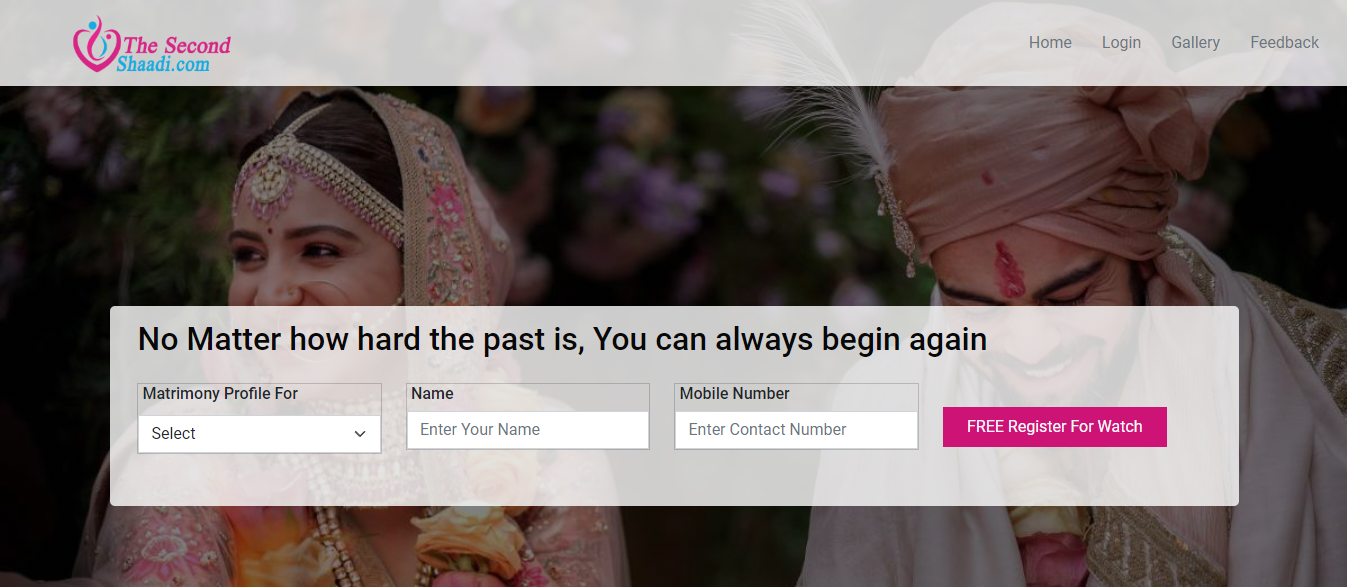 The Second
Shaadi.com
Home Login Gallery Feedback
No Matter how hard the past is, You can always begin again
Matrimony Profile For Name Mobile Number
Select Enter Your Name Enter Contact Number FREE Register For Watch